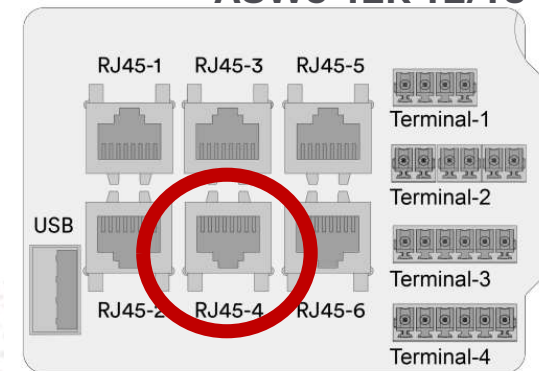 RJ45-1 RJ45-3 RJ45-5
Terminal-1
Terminal-2
USB
Terminal-3
RJ45-2 RJ45-4 RJ45-6
Terminal-4